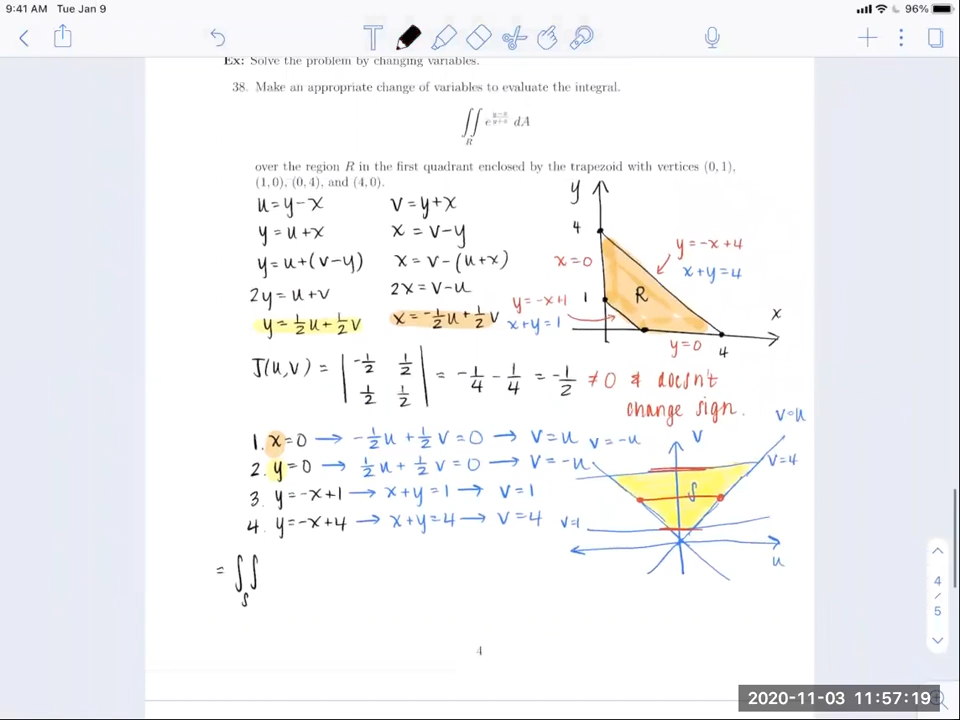 9:41 AM Tue Jan 9
96%
Ex: Solve the problem by changing variables.
38. Make an appropriate change of variables to evaluate the integral.
∬_R e^{(y−x)/(y+x)} dA
over the region R in the first quadrant enclosed by the trapezoid with vertices (0, 1),
(1, 0), (0, 4), and (4, 0).
u=y-x v=y+x
y=u+x x=v-y
y=u+(v-y) x=v-(u+x)
2y=u+v 2x=v-u
y=½u+½v x=-½u+½v
y
4
x=0
1
R
y=-x+4
x+y=4
y=-x+1
x+y=1
y=0
4
x
J(u,v) = | -½ ½ ; ½ ½ | = -¼ - ¼ = -½ ≠0 & doesn't
change sign.
1. x=0 → -½u+½v=0 → v=u
2. y=0 → ½u+½v=0 → v=-u
3. y=-x+1 → x+y=1 → v=1
4. y=-x+4 → x+y=4 → v=4
v=-u
v
v=u
v=4
S
v=1
u
= ∬_S
4
4
/
5
2020-11-03 11:57:19